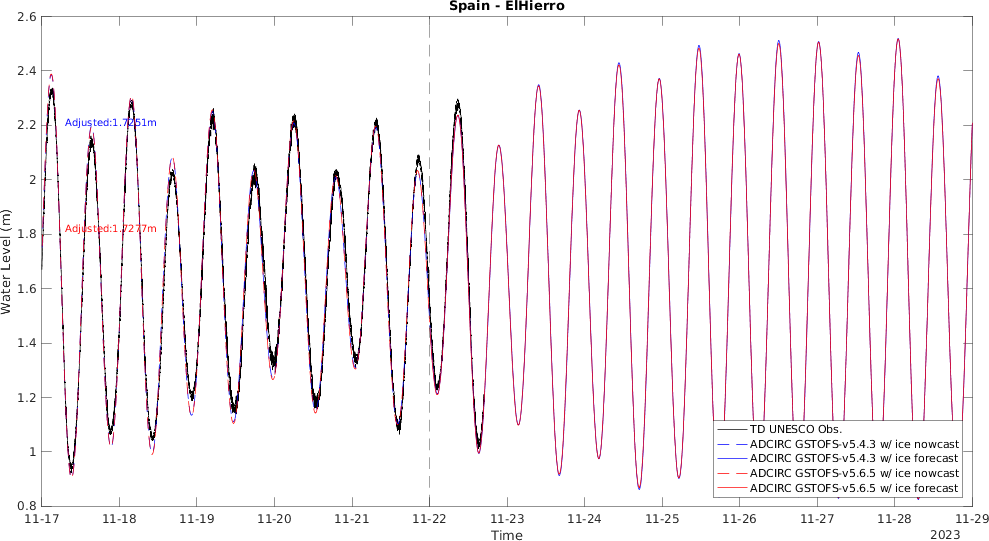 Spain - ElHierro
2.6
2.4
2.2
2
1.8
1.6
1.4
1.2
1
0.8
Water Level (m)
Adjusted:1.7251m
Adjusted:1.7277m
TD UNESCO Obs.
ADCIRC GSTOFS-v5.4.3 w/ ice nowcast
ADCIRC GSTOFS-v5.4.3 w/ ice forecast
ADCIRC GSTOFS-v5.6.5 w/ ice nowcast
ADCIRC GSTOFS-v5.6.5 w/ ice forecast
11-17 11-18 11-19 11-20 11-21 11-22 11-23 11-24 11-25 11-26 11-27 11-28 11-29
Time
2023